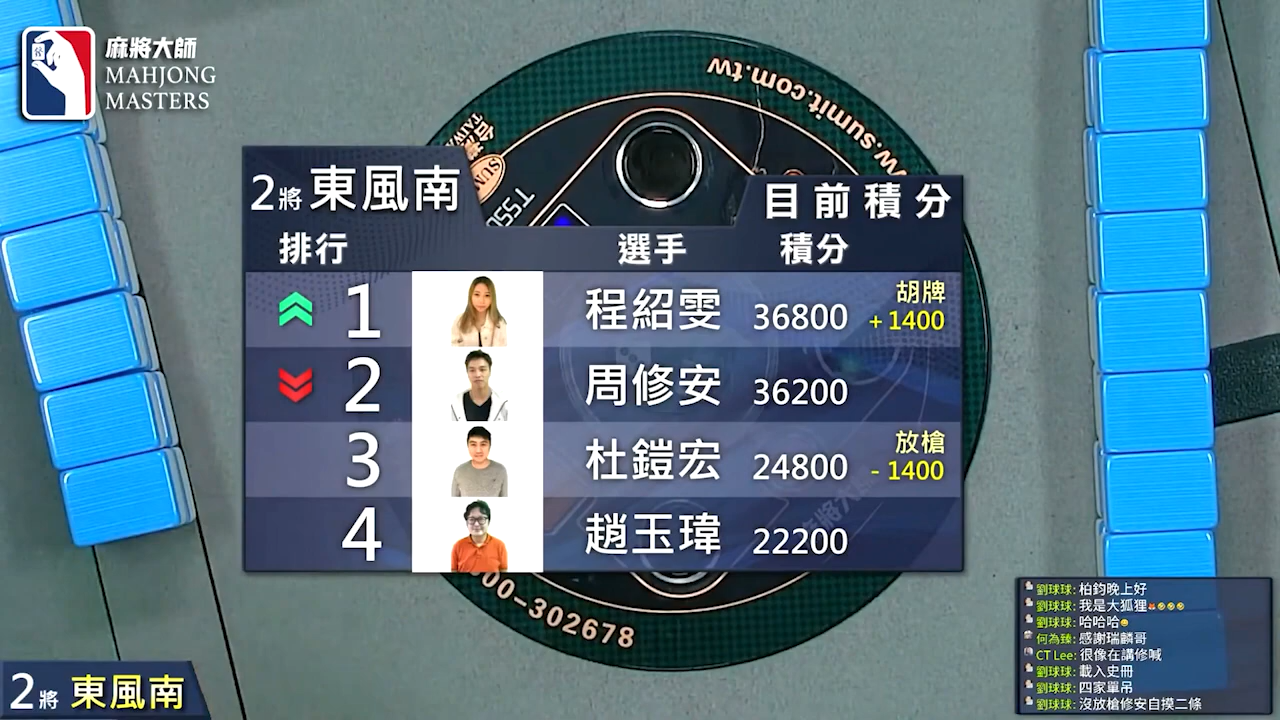 麻將大師
MAHJONG
MASTERS
www.sumit.com.tw
台灣
TAIWAN
SUM
TSS
2將 東風南
目前積分
排行 選手 積分
1 程紹雯 36800 胡牌 +1400
2 周修安 36200
3 杜鎧宏 24800 放槍 -1400
4 趙玉瑋 22200
00-302678
2將 東風南
劉球球: 柏鈞晚上好
劉球球: 我是大狐狸🦊🤣🤣🤣
劉球球: 哈哈哈😄
何為臻: 感謝瑞麟哥
CT Lee: 很像在講修喊
劉球球: 載入史冊
劉球球: 四家單吊
劉球球: 沒放槍修安自摸二條